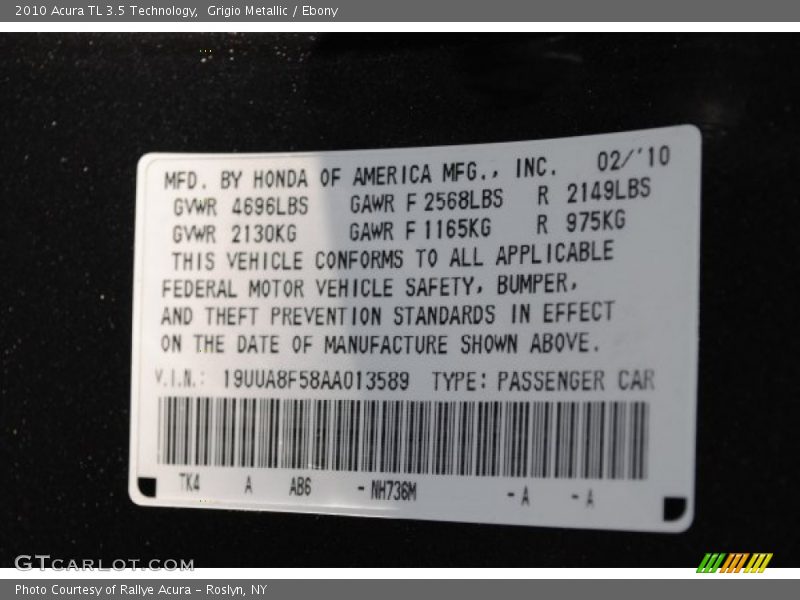 2010 Acura TL 3.5 Technology,  Grigio Metallic / Ebony
MFD. BY HONDA OF AMERICA MFG., INC. 02/'10
GVWR 4696LBS GAWR F 2568LBS R 2149LBS
GVWR 2130KG GAWR F 1165KG R 975KG
THIS VEHICLE CONFORMS TO ALL APPLICABLE
FEDERAL MOTOR VEHICLE SAFETY, BUMPER,
AND THEFT PREVENTION STANDARDS IN EFFECT
ON THE DATE OF MANUFACTURE SHOWN ABOVE.
V.I.N.: 19UUA8F58AA013589 TYPE: PASSENGER CAR
TK4 A AB6 -NH736M -A -A
GTCARLOT.COM
Photo Courtesy of Rallye Acura - Roslyn, NY